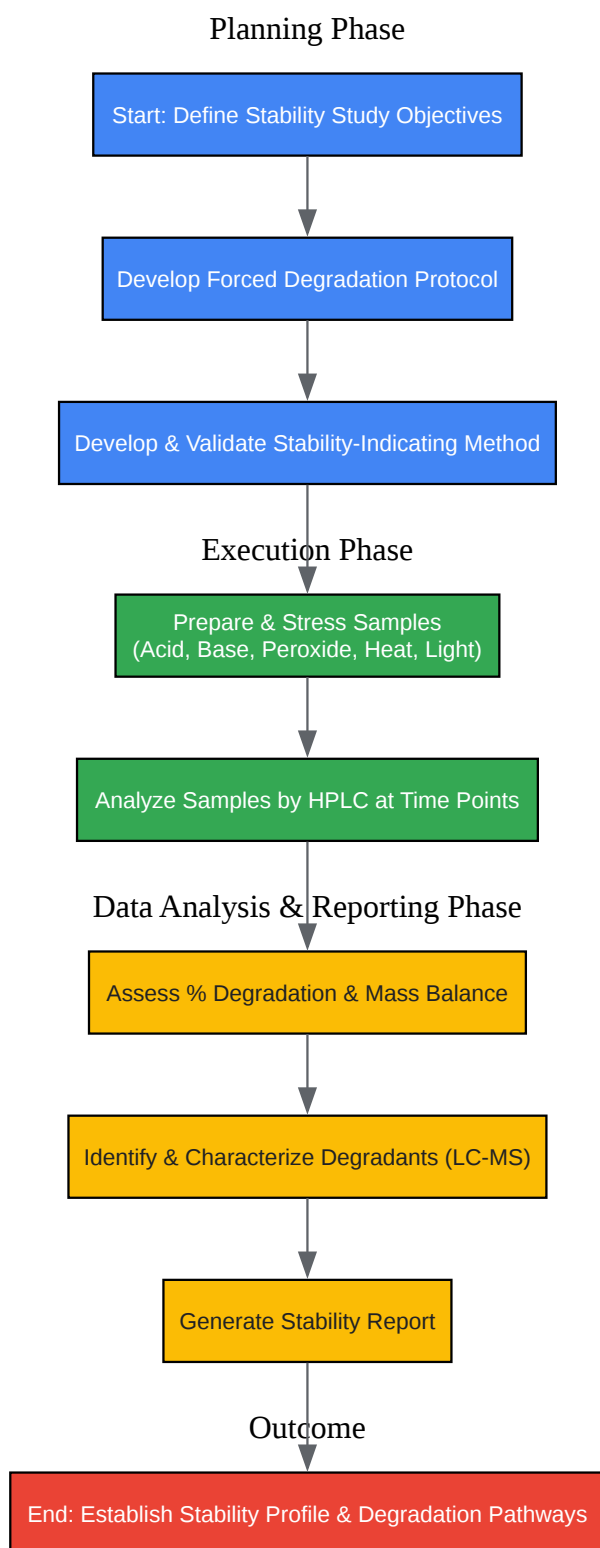 Planning Phase
Start: Define Stability Study Objectives
Develop Forced Degradation Protocol
Develop & Validate Stability-Indicating Method
Execution Phase
Prepare & Stress Samples
(Acid, Base, Peroxide, Heat, Light)
Analyze Samples by HPLC at Time Points
Data Analysis & Reporting Phase
Assess % Degradation & Mass Balance
Identify & Characterize Degradants (LC-MS)
Generate Stability Report
Outcome
End: Establish Stability Profile & Degradation Pathways